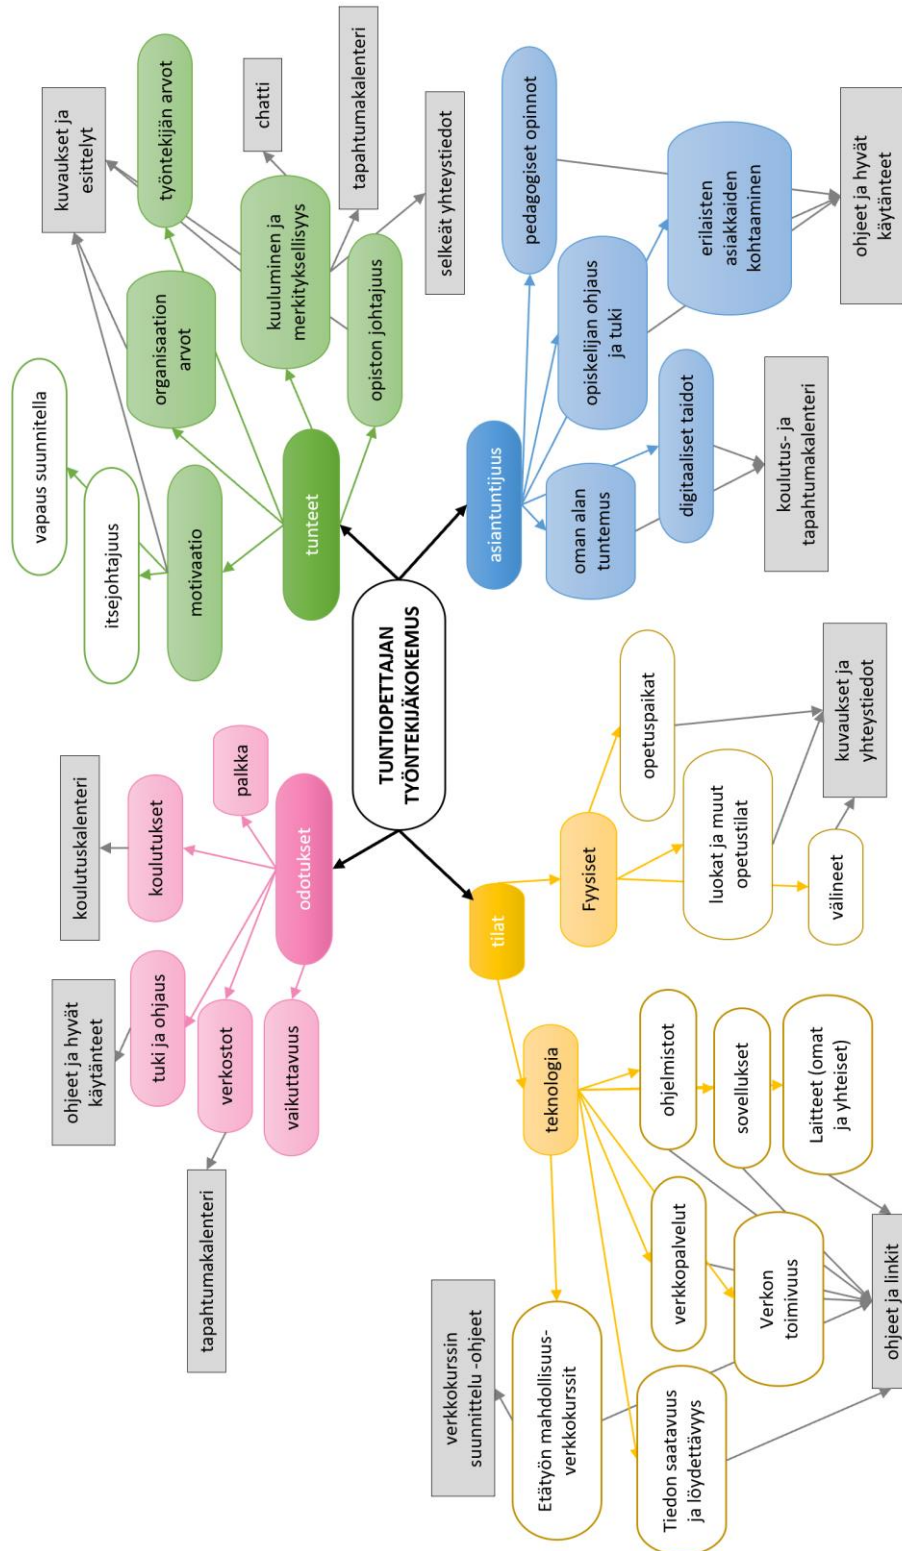 verkkokurssin
suunnittelu -ohjeet
tapahtumakalenteri
ohjeet ja hyvät
käytänteet
koulutuskalenteri
tuki ja ohjaus
koulutukset
verkostot
palkka
vaikuttavuus
odotukset
vapaus suunnitella
itsejohtajuus
motivaatio
organisaation
arvot
kuvaukset ja
esittelyt
työntekijän arvot
chatti
kuuluminen ja
merkityksellisyys
tapahtumakalenteri
opiston johtajuus
selkeät yhteystiedot
tunteet
TUNTIOPETTAJAN
TYÖNTEKIJÄKOKEMUS
tilat
teknologia
Etätyön mahdollisuus-
verkkokurssit
Tiedon saatavuus
ja löydettävyys
verkkopalvelut
Verkon
toimivuus
ohjelmistot
sovellukset
Laitteet (omat
ja yhteiset)
ohjeet ja linkit
Fyysiset
opetuspaikat
luokat ja muut
opetustilat
välineet
kuvaukset ja
yhteystiedot
asiantuntijuus
oman alan
tuntemus
digitaaliset taidot
opiskelijan ohjaus
ja tuki
pedagogiset opinnot
erilaisten
asiakkaiden
kohtaaminen
koulutus- ja
tapahtumakalenteri
ohjeet ja hyvät
käytänteet